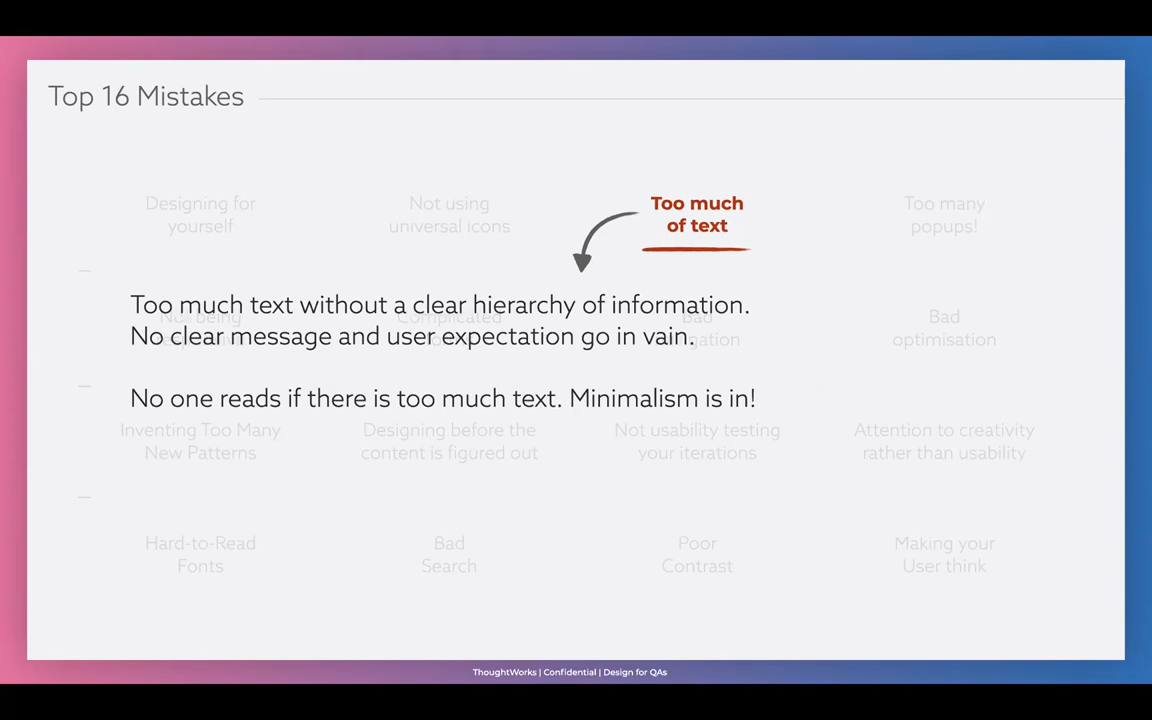 Top 16 Mistakes
Designing for
yourself
Not using
universal icons
Too much
of text
Too many
popups!
Too much text without a clear hierarchy of information.
No clear message and user expectation go in vain.
Not being
Complicated
Bad
Bad
optimisation
No one reads if there is too much text. Minimalism is in!
Inventing Too Many
New Patterns
Designing before the
content is figured out
Not usability testing
your iterations
Attention to creativity
rather than usability
Hard-to-Read
Fonts
Bad
Search
Poor
Contrast
Making your
User think
ThoughtWorks | Confidential | Design for QAs